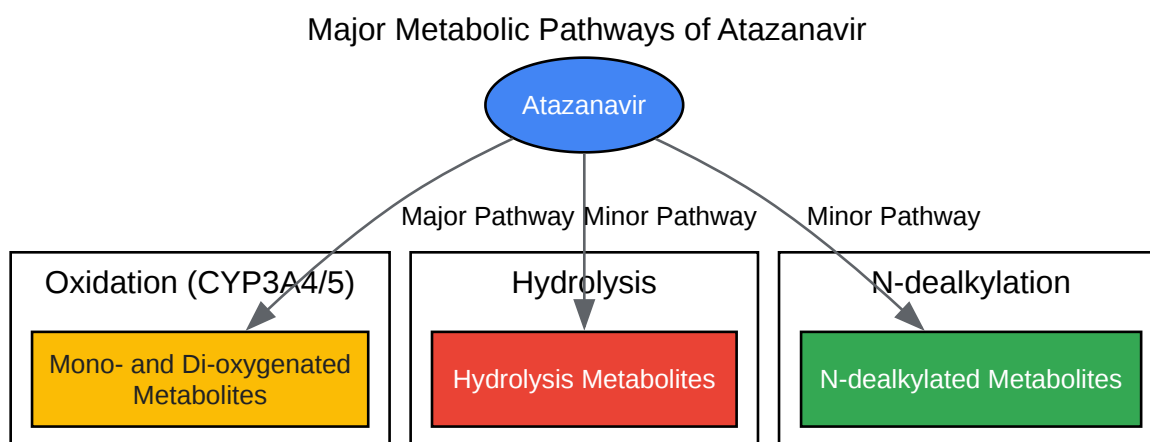 Major Metabolic Pathways of Atazanavir
Atazanavir
Major Pathway
Minor Pathway
Minor Pathway
Oxidation (CYP3A4/5)
Hydrolysis
N-dealkylation
Mono- and Di-oxygenated
Metabolites
Hydrolysis Metabolites
N-dealkylated Metabolites